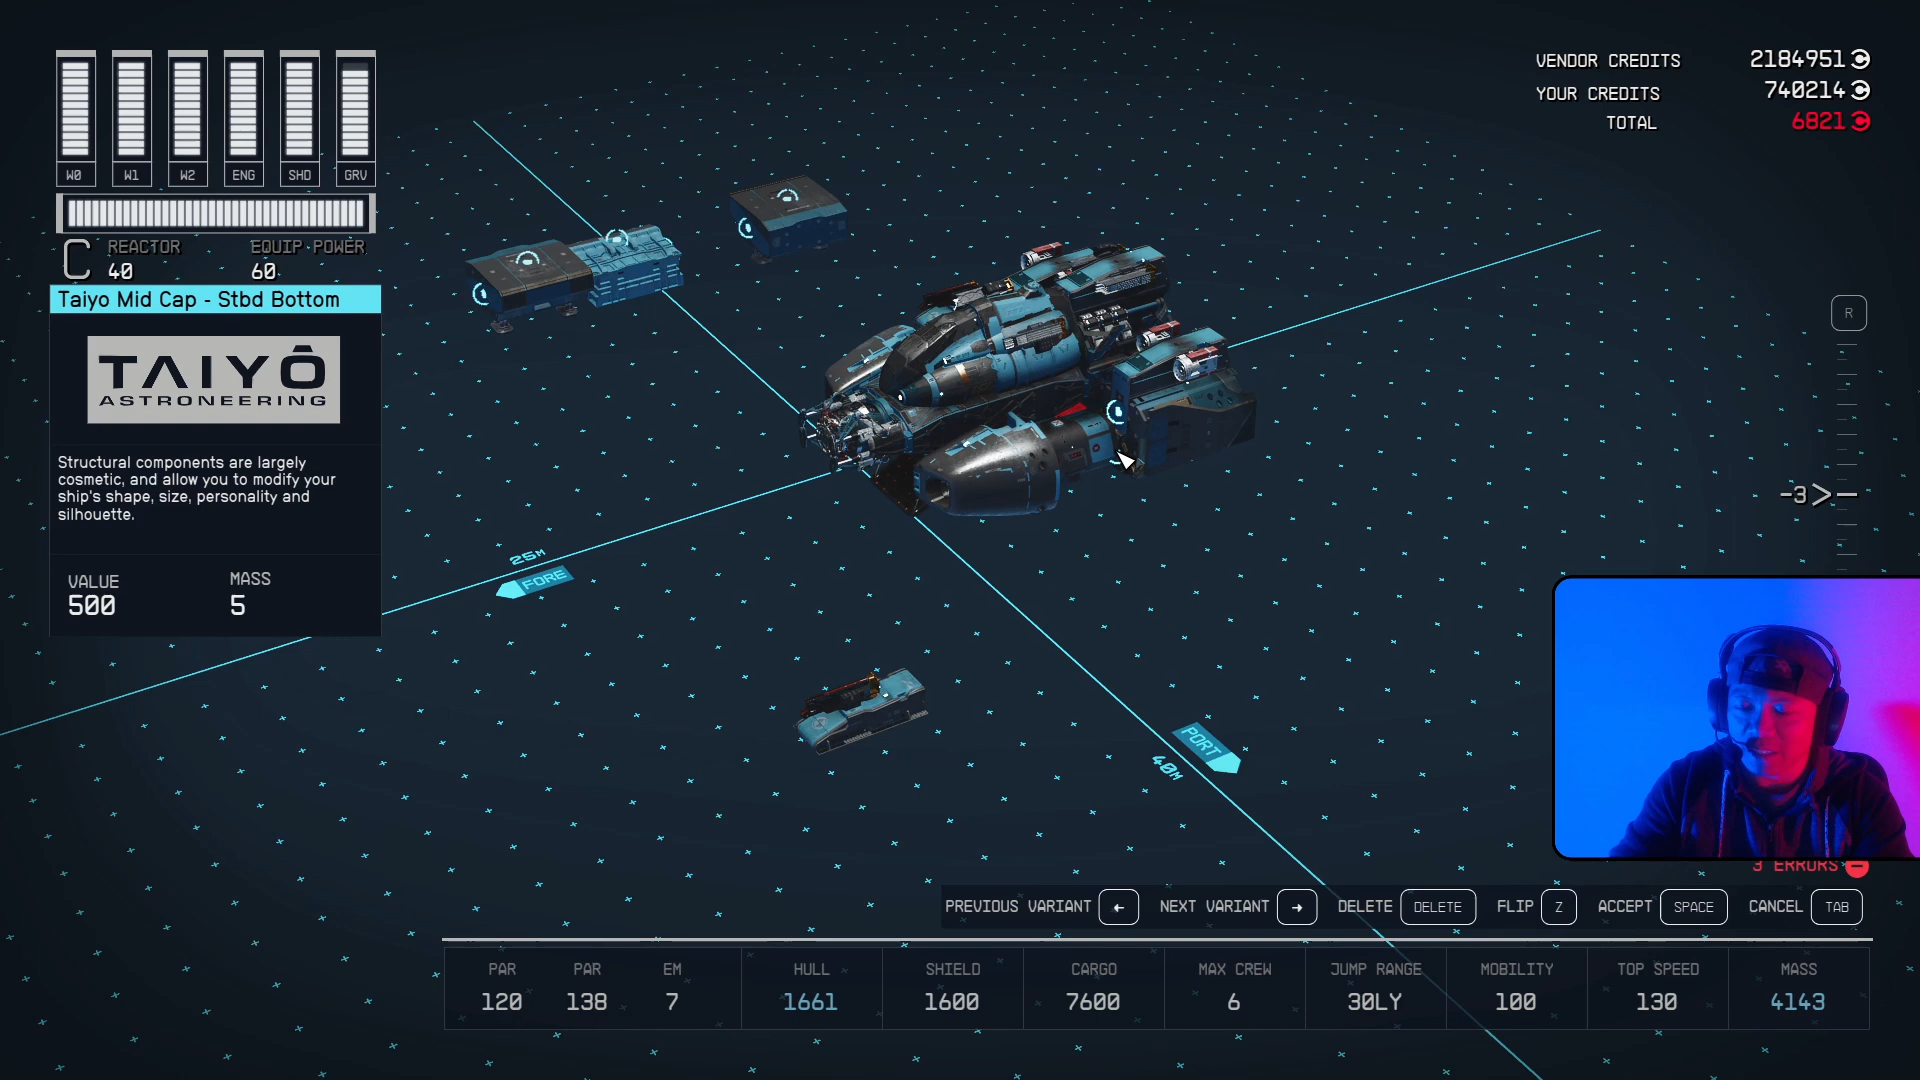 VENDOR CREDITS 2184951
YOUR CREDITS 740214
TOTAL 6821
W0 W1 W2 ENG SHD GRV
C REACTOR EQUIP POWER
40 60
Taiyo Mid Cap - Stbd Bottom
TAIYŌ
ASTRONEERING
Structural components are largely
cosmetic, and allow you to modify your
ship's shape, size, personality and
silhouette.
VALUE MASS
500 5
R
-3
25M
FORE
PORT
40M
3 ERRORS
PREVIOUS VARIANT ← NEXT VARIANT → DELETE DELETE FLIP Z ACCEPT SPACE CANCEL TAB
PAR PAR EM HULL SHIELD CARGO MAX CREW JUMP RANGE MOBILITY TOP SPEED MASS
120 138 7 1661 1600 7600 6 30LY 100 130 4143